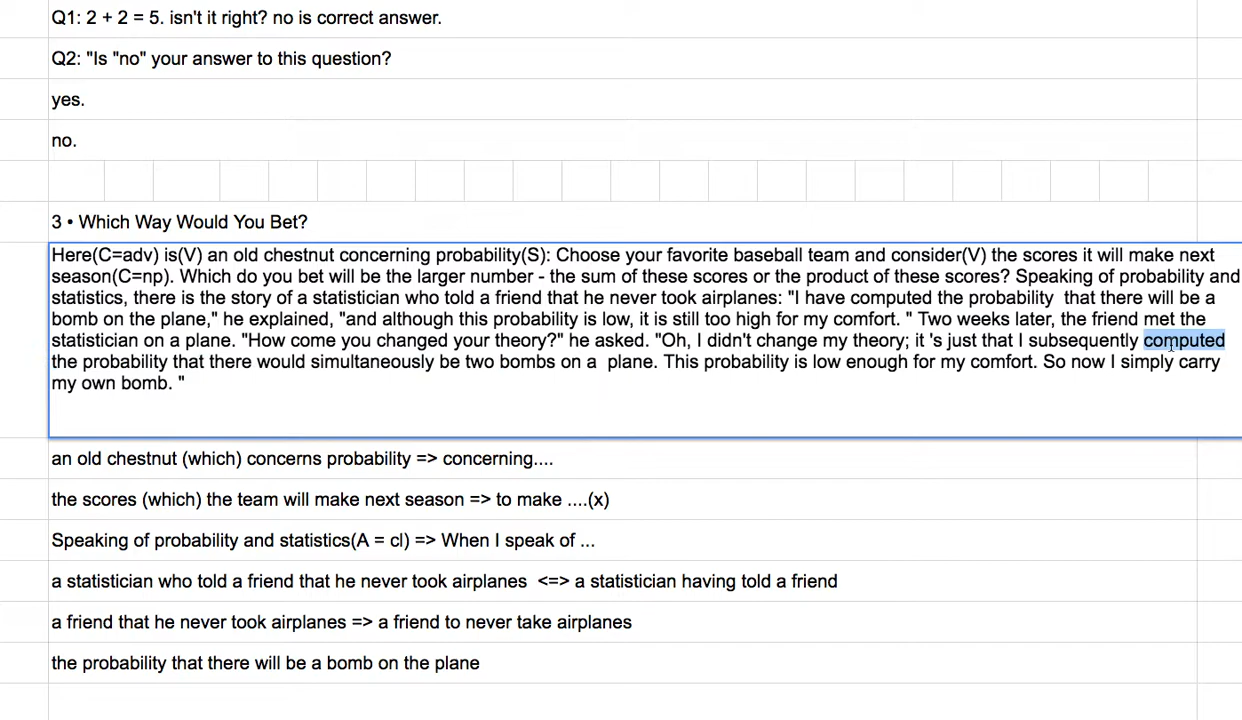 Q1: 2 + 2 = 5. isn't it right? no is correct answer.
Q2: "Is "no" your answer to this question?
yes.
no.
3 • Which Way Would You Bet?
Here(C=adv) is(V) an old chestnut concerning probability(S): Choose your favorite baseball team and consider(V) the scores it will make next
season(C=np). Which do you bet will be the larger number - the sum of these scores or the product of these scores? Speaking of probability and
statistics, there is the story of a statistician who told a friend that he never took airplanes: "I have computed the probability  that there will be a
bomb on the plane," he explained, "and although this probability is low, it is still too high for my comfort. " Two weeks later, the friend met the
statistician on a plane. "How come you changed your theory?" he asked. "Oh, I didn't change my theory; it 's just that I subsequently computed
the probability that there would simultaneously be two bombs on a  plane. This probability is low enough for my comfort. So now I simply carry
my own bomb. "
an old chestnut (which) concerns probability => concerning....
the scores (which) the team will make next season => to make ....(x)
Speaking of probability and statistics(A = cl) => When I speak of ...
a statistician who told a friend that he never took airplanes  <=> a statistician having told a friend
a friend that he never took airplanes => a friend to never take airplanes
the probability that there will be a bomb on the plane